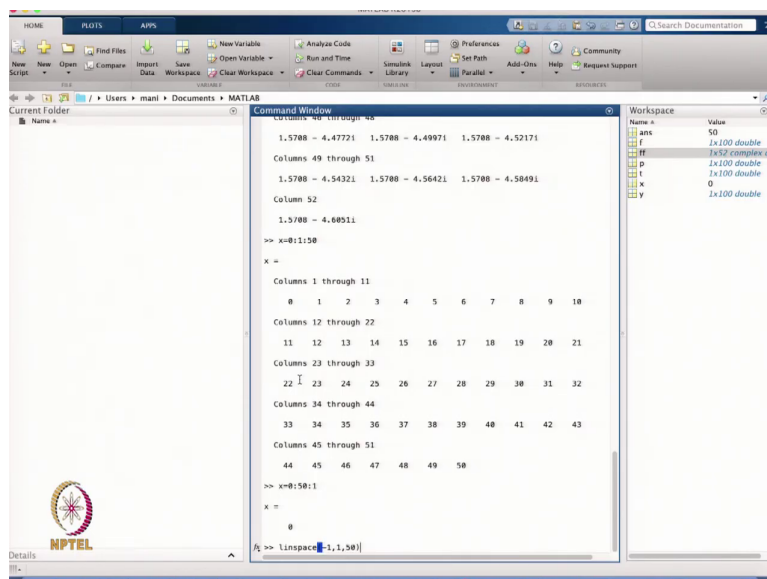 HOME PLOTS APPS
Search Documentation
New Script
New
Open
Find Files
Compare
Import Data
Save Workspace
New Variable
Open Variable
Clear Workspace
Analyze Code
Run and Time
Clear Commands
Simulink Library
Layout
Preferences
Set Path
Parallel
Add-Ons
Help
Community
Request Support
FILE VARIABLE CODE SIMULINK ENVIRONMENT RESOURCES
/ Users mani Documents MATLAB
Current Folder
Name
Details
Command Window
Columns 46 through 48
1.5708 - 4.4772i 1.5708 - 4.4997i 1.5708 - 4.5217i
Columns 49 through 51
1.5708 - 4.5432i 1.5708 - 4.5642i 1.5708 - 4.5849i
Column 52
1.5708 - 4.6051i
>> x=0:1:50
x =
Columns 1 through 11
0 1 2 3 4 5 6 7 8 9 10
Columns 12 through 22
11 12 13 14 15 16 17 18 19 20 21
Columns 23 through 33
22 23 24 25 26 27 28 29 30 31 32
Columns 34 through 44
33 34 35 36 37 38 39 40 41 42 43
Columns 45 through 51
44 45 46 47 48 49 50
>> x=0:50:1
x =
0
fx >> linspace(-1,1,50)
Workspace
Name Value
ans 50
f 1x100 double
ff 1x52 complex
p 1x100 double
t 1x100 double
x 0
y 1x100 double
NPTEL